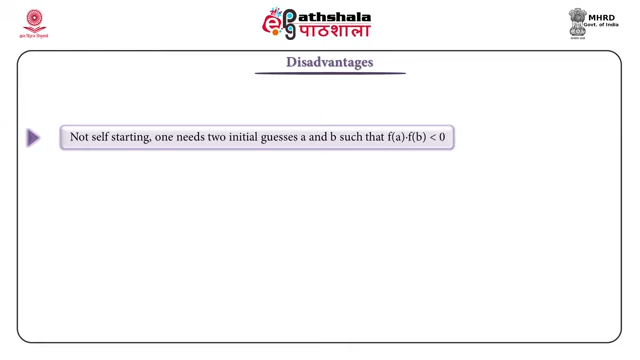 ePathshala
पाठशाला
MHRD
Govt. of India
Disadvantages
Not self starting, one needs two initial guesses a and b such that f(a)·f(b) < 0